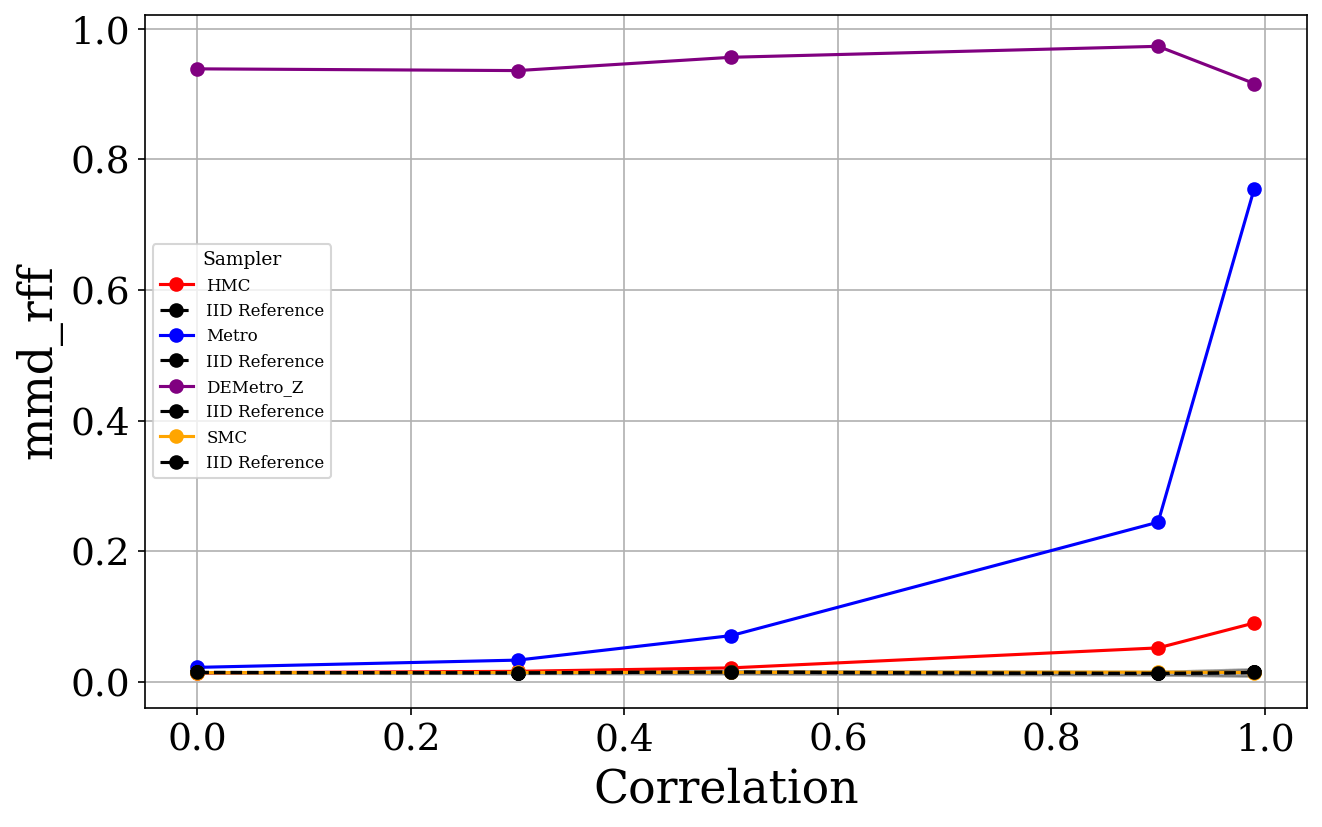 1.0
0.8
0.6
0.4
0.2
0.0
mmd_rff
Sampler
HMC
IID Reference
Metro
IID Reference
DEMetro_Z
IID Reference
SMC
IID Reference
0.0 0.2 0.4 0.6 0.8 1.0
Correlation